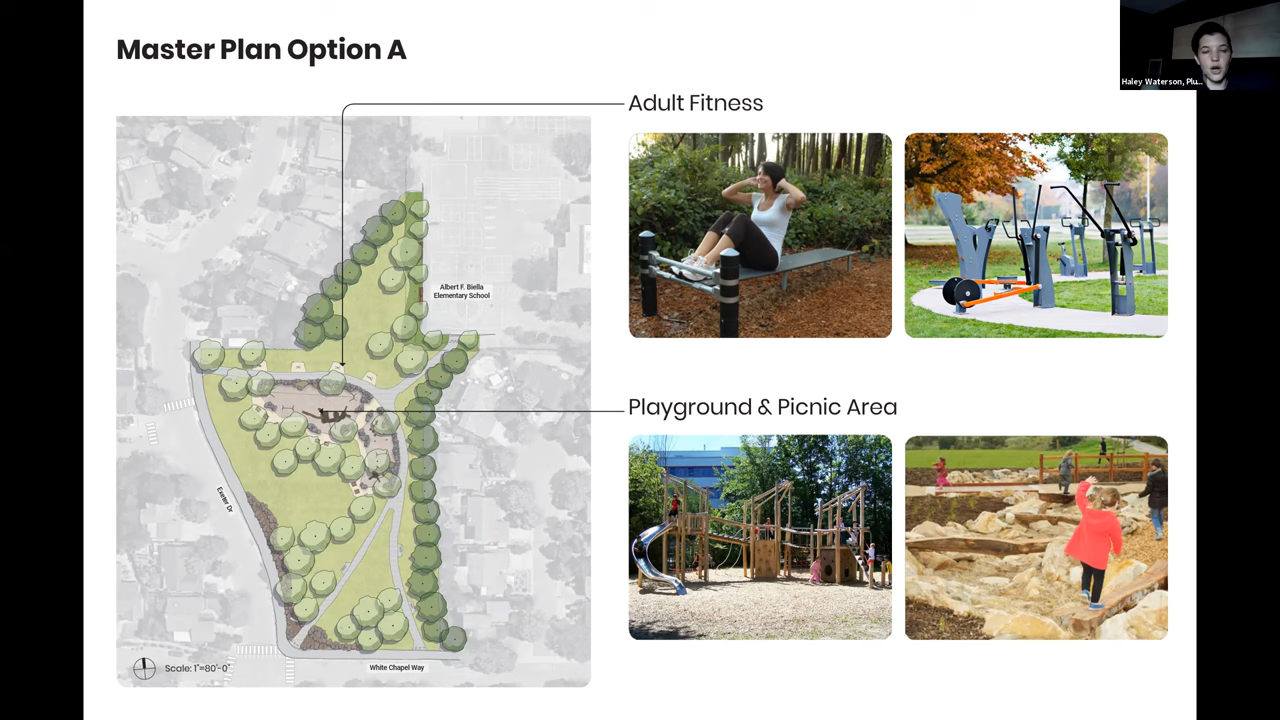 Master Plan Option A
Haley Waterson, Plu...
Adult Fitness
Albert F. Biella
Elementary School
Playground & Picnic Area
Exeter Dr
Scale: 1"=80'-0"
White Chapel Way